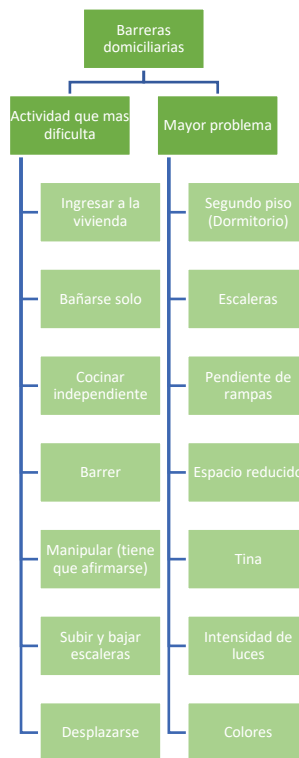 Barreras
domiciliarias
Actividad que mas
dificulta
Mayor problema
Ingresar a la
vivienda
Bañarse solo
Cocinar
independiente
Barrer
Manipular (tiene
que afirmarse)
Subir y bajar
escaleras
Desplazarse
Segundo piso
(Dormitorio)
Escaleras
Pendiente de
rampas
Espacio reducido
Tina
Intensidad de
luces
Colores